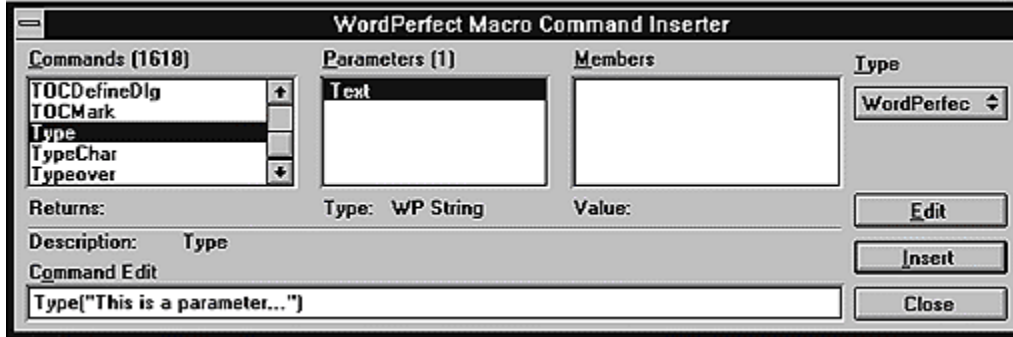 WordPerfect Macro Command Inserter
Commands (1618)
Parameters (1)
Members
Type
TOCDefineDlg
TOCMark
Type
TypeChar
Typeover
Text
WordPerfec
Returns:
Type: WP String
Value:
Edit
Description: Type
Insert
Command Edit
Type("This is a parameter...")
Close